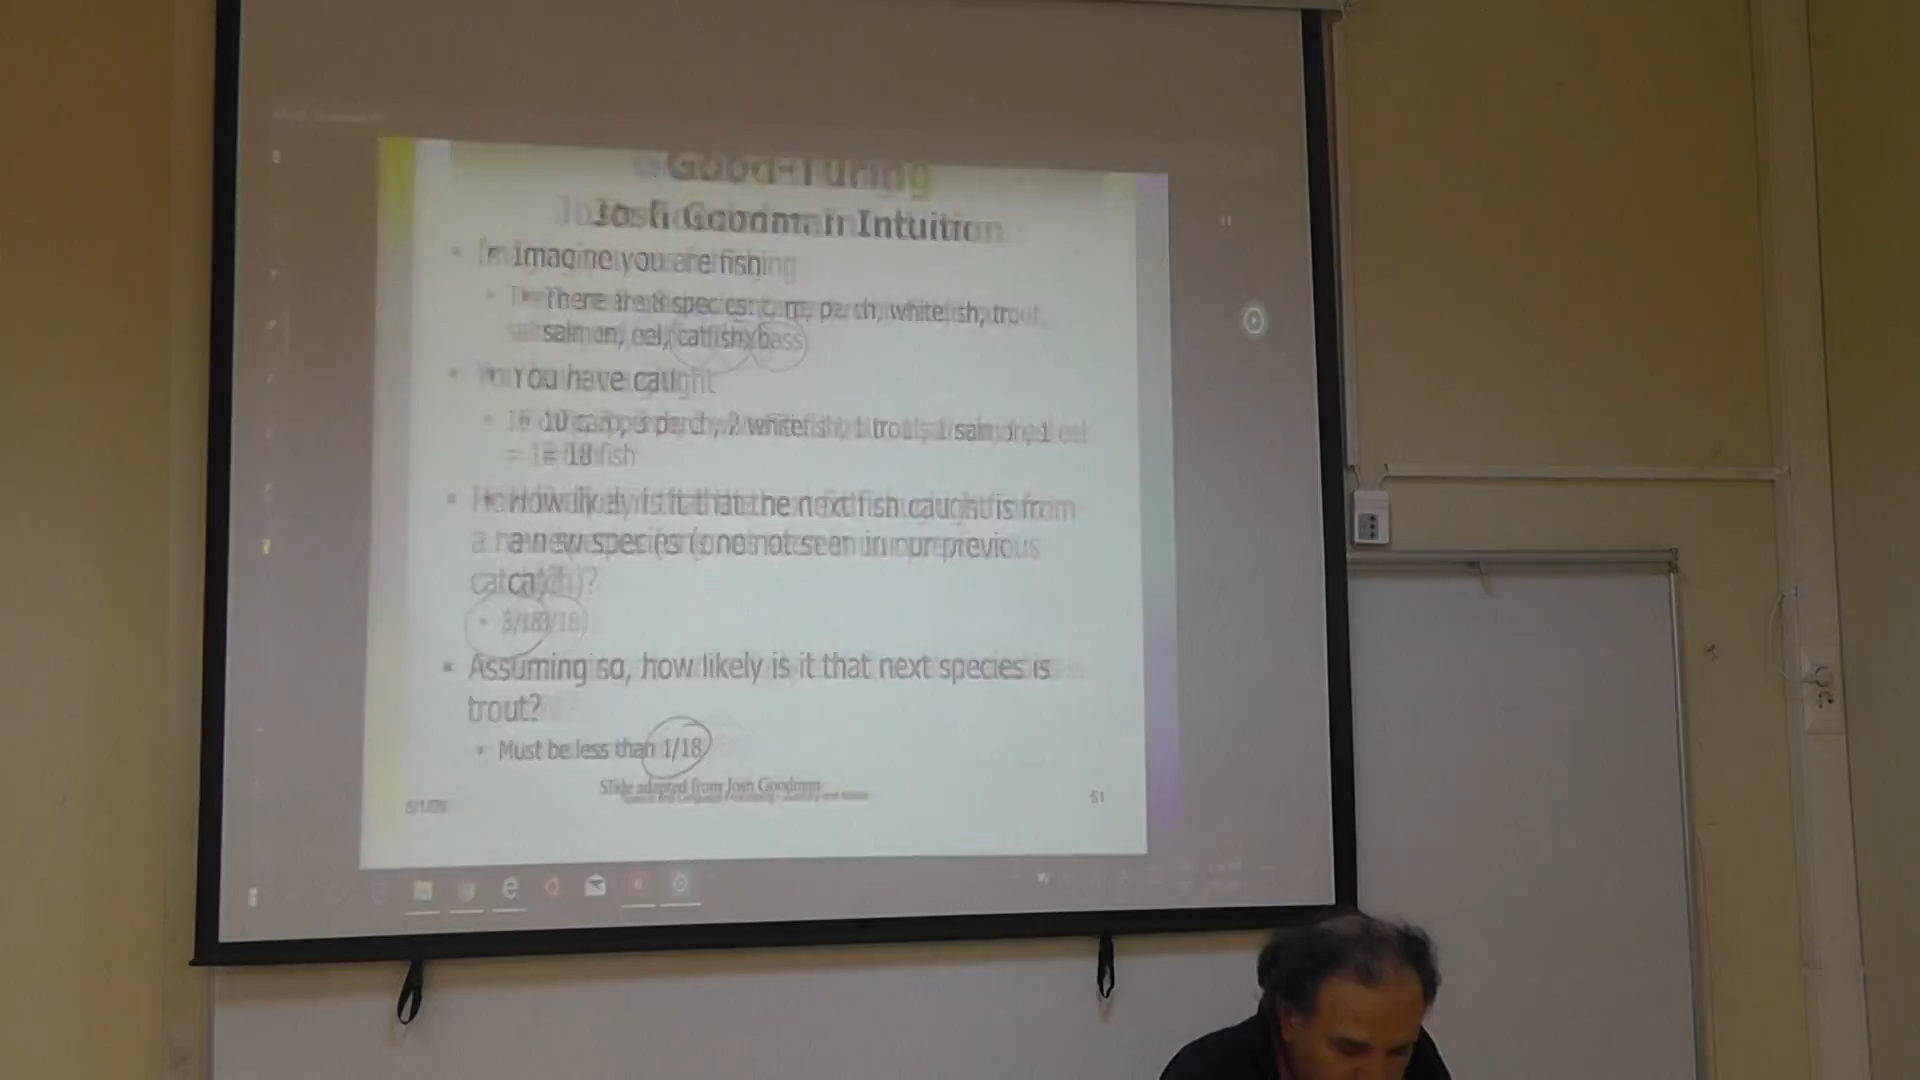 Good-Turing
Josh Goodman Intuition
Imagine you are fishing
There are 8 species: carp, perch, whitefish, trout,
salmon, eel, catfish, bass
You have caught
10 carp, 3 perch, 2 whitefish, 1 trout, 1 salmon, 1 eel
= 18 fish
How likely is it that the next fish caught is from
a new species (one not seen in our previous
catch)?
3/18
Assuming so, how likely is it that next species is
trout?
Must be less than 1/18
Slide adapted from Josh Goodman
51